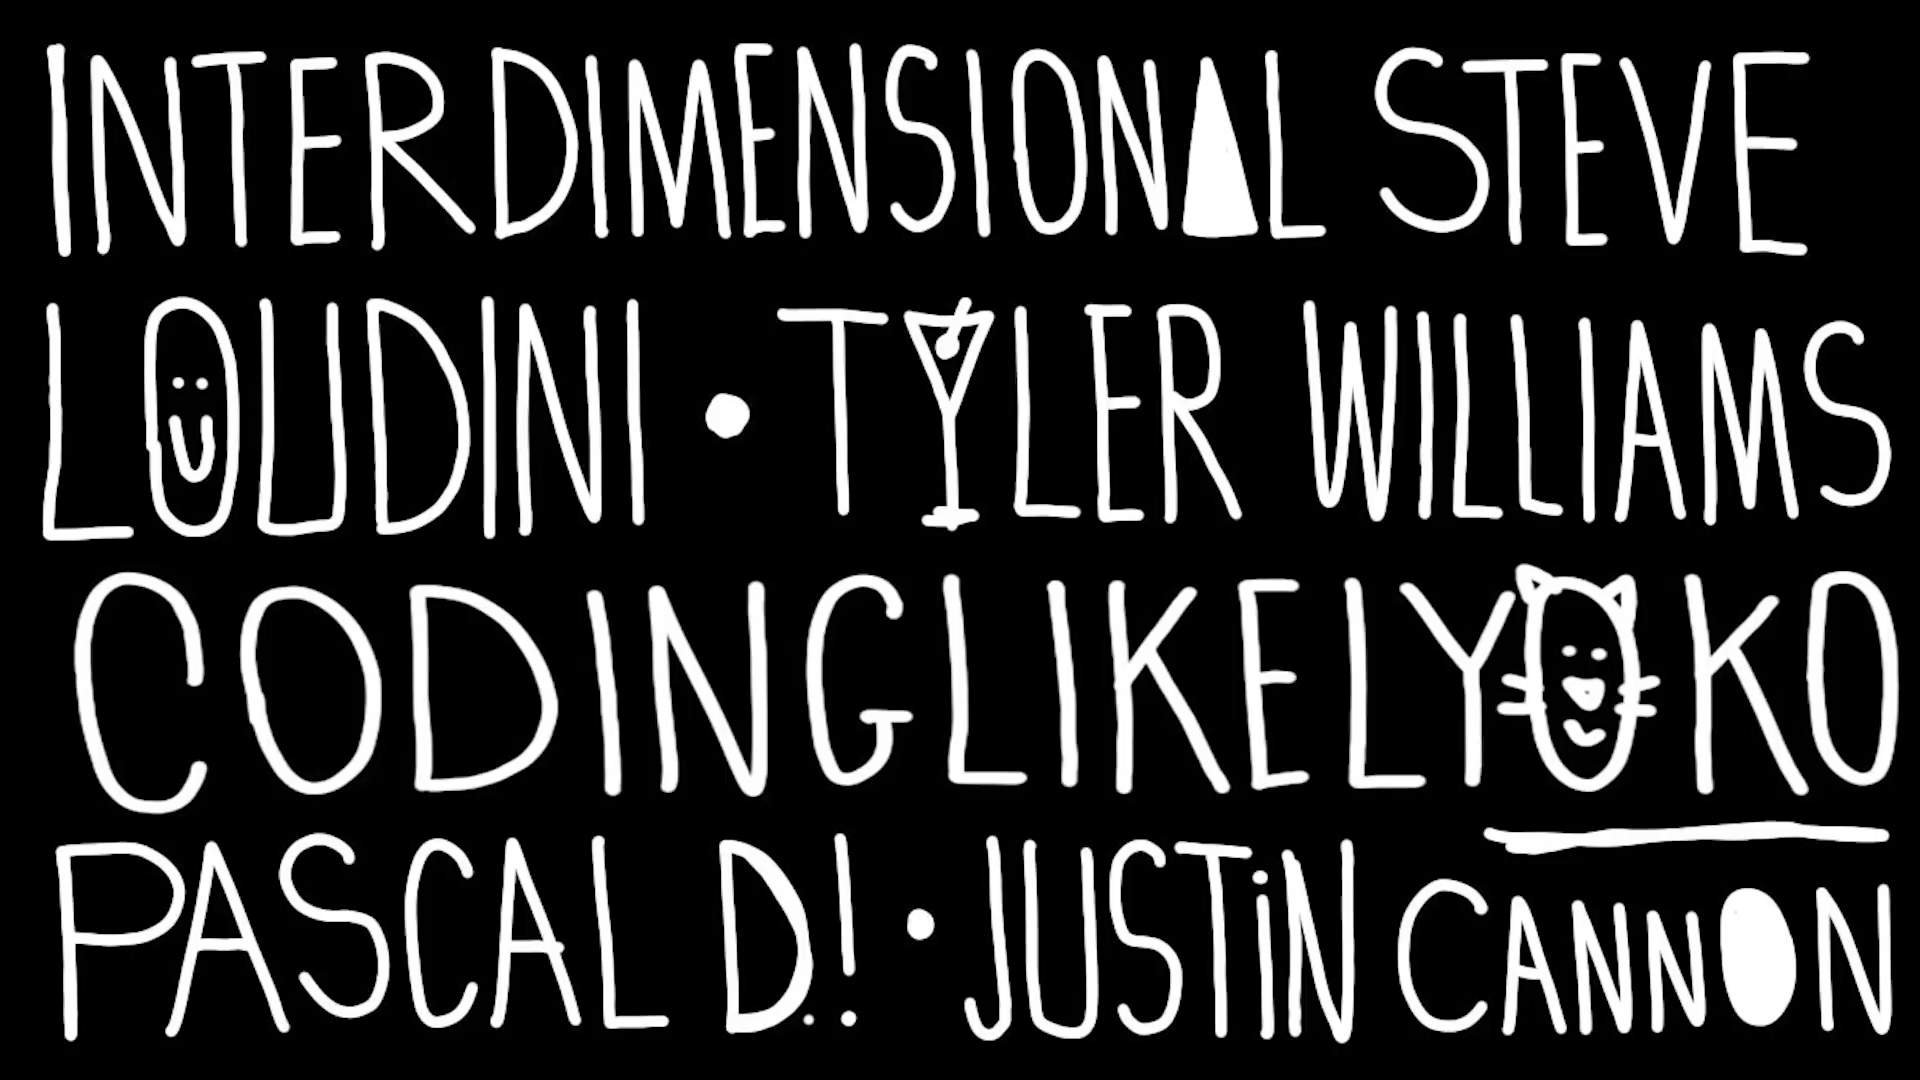 INTERDIMENSIONAL STEVE
LOUDINI • TYLER WILLIAMS
CODINGLIKELYOKO
PASCAL D.! • JUSTiN CANNON